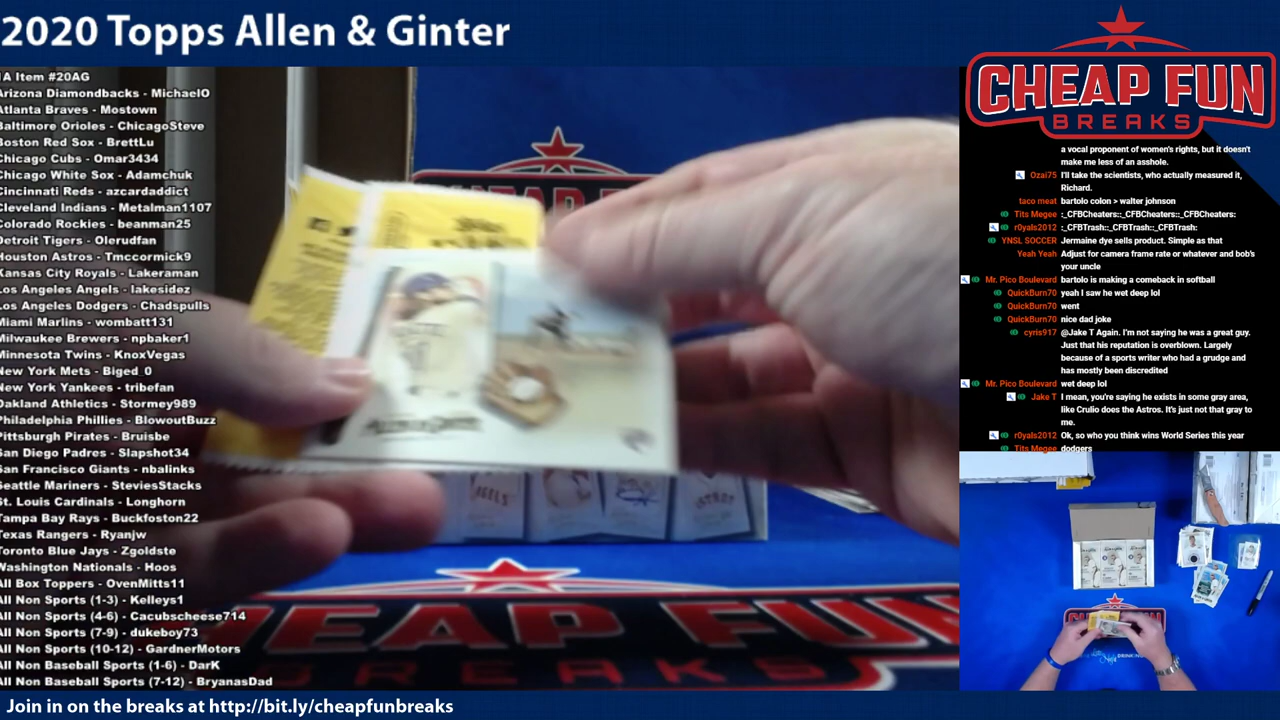 2020 Topps Allen & Ginter
1A Item #20AG
Arizona Diamondbacks - MichaelO
Atlanta Braves - Mostown
Baltimore Orioles - ChicagoSteve
Boston Red Sox - BrettLu
Chicago Cubs - Omar3434
Chicago White Sox - Adamchuk
Cincinnati Reds - azcardaddict
Cleveland Indians - Metalman1107
Colorado Rockies - beanman25
Detroit Tigers - Olerudfan
Houston Astros - Tmccormick9
Kansas City Royals - Lakeraman
Los Angeles Angels - lakesidez
Los Angeles Dodgers - Chadspulls
Miami Marlins - wombatt131
Milwaukee Brewers - npbaker1
Minnesota Twins - KnoxVegas
New York Mets - Biged_0
New York Yankees - tribefan
Oakland Athletics - Stormey989
Philadelphia Phillies - BlowoutBuzz
Pittsburgh Pirates - Bruisbe
San Diego Padres - Slapshot34
San Francisco Giants - nbalinks
Seattle Mariners - SteviesStacks
St. Louis Cardinals - Longhorn
Tampa Bay Rays - Buckfoston22
Texas Rangers - Ryanjw
Toronto Blue Jays - Zgoldste
Washington Nationals - Hoos
All Box Toppers - OvenMitts11
All Non Sports (1-3) - Kelleys1
All Non Sports (4-6) - Cacubscheese714
All Non Sports (7-9) - dukeboy73
All Non Sports (10-12) - GardnerMotors
All Non Baseball Sports (1-6) - DarK
All Non Baseball Sports (7-12) - BryanasDad
Join in on the breaks at http://bit.ly/cheapfunbreaks
CHEAP FUN
BREAKS
a vocal proponent of women's rights, but it doesn't
make me less of an asshole.
Ozai75 I'll take the scientists, who actually measured it,
Richard.
taco meat bartolo colon > walter johnson
Tits Megee :_CFBCheaters::_CFBCheaters::_CFBCheaters:
r0yals2012 :_CFBTrash::_CFBTrash::_CFBTrash:
YNSL SOCCER Jermaine dye sells product. Simple as that
Yeah Yeah Adjust for camera frame rate or whatever and bob's
your uncle
Mr. Pico Boulevard bartolo is making a comeback in softball
QuickBurn70 yeah I saw he wet deep lol
QuickBurn70 went
QuickBurn70 nice dad joke
cyris917 @Jake T Again. I'm not saying he was a great guy.
Just that his reputation is overblown. Largely
because of a sports writer who had a grudge and
has mostly been discredited
Mr. Pico Boulevard wet deep lol
Jake T I mean, you're saying he exists in some gray area,
like Crulio does the Astros. It's just not that gray to
me.
r0yals2012 Ok, so who you think wins World Series this year
Tits Megee dodgers
CHEAP FUN
BREAKS
ANGELS